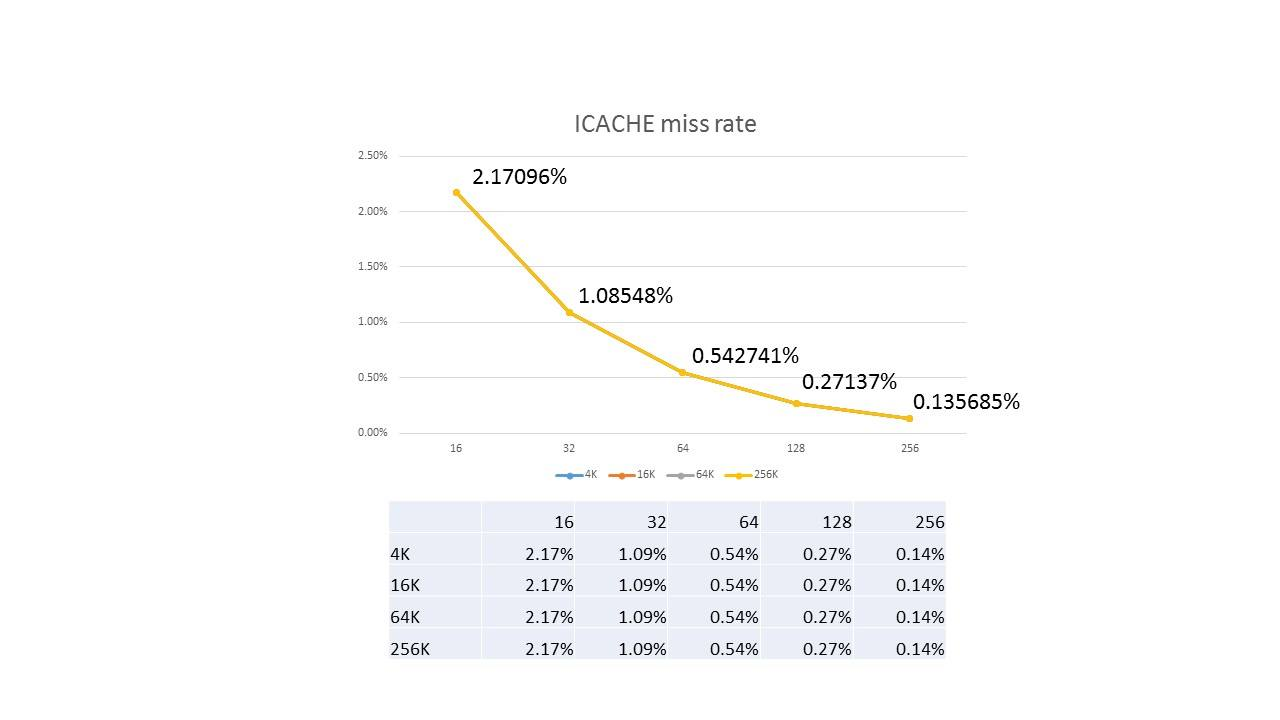 ICACHE miss rate
2.50%
2.17096%
2.00%
1.50%
1.08548%
1.00%
0.542741%
0.50%
0.27137%
0.135685%
0.00%
16 32 64 128 256
4K 16K 64K 256K
16 32 64 128 256
4K 2.17% 1.09% 0.54% 0.27% 0.14%
16K 2.17% 1.09% 0.54% 0.27% 0.14%
64K 2.17% 1.09% 0.54% 0.27% 0.14%
256K 2.17% 1.09% 0.54% 0.27% 0.14%